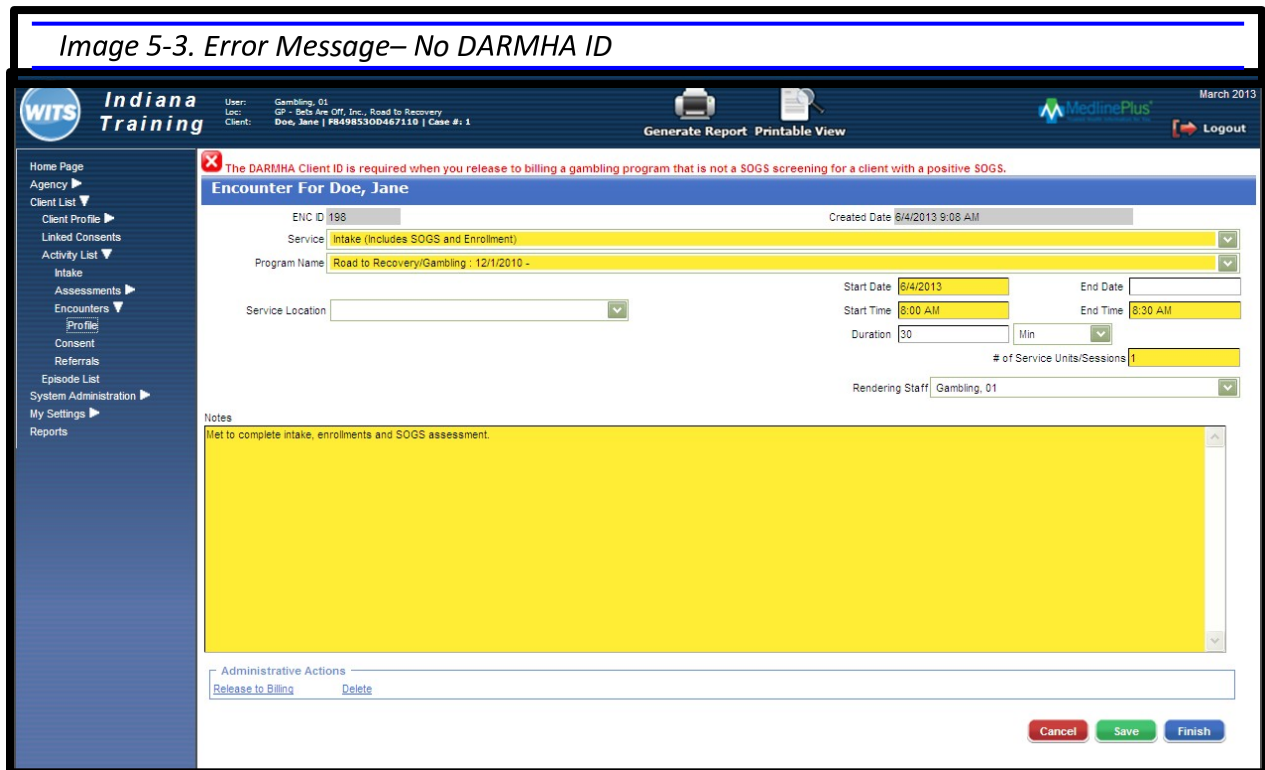 Image 5-3. Error Message– No DARMHA ID
WITS
Indiana
Training
User: Gambling, 01
Loc: GP - Bets Are Off, Inc., Road to Recovery
Client: Doe, Jane | F849853OD467110 | Case #: 1
Generate Report Printable View
MedlinePlus
March 2013
Logout
Home Page
Agency
Client List
Client Profile
Linked Consents
Activity List
Intake
Assessments
Encounters
Profile
Consent
Referrals
Episode List
System Administration
My Settings
Reports
The DARMHA Client ID is required when you release to billing a gambling program that is not a SOGS screening for a client with a positive SOGS.
Encounter For Doe, Jane
ENC ID 198 Created Date 6/4/2013 9:08 AM
Service Intake (Includes SOGS and Enrollment)
Program Name Road to Recovery/Gambling : 12/1/2010 -
Start Date 6/4/2013 End Date
Service Location Start Time 8:00 AM End Time 8:30 AM
Duration 30 Min
# of Service Units/Sessions 1
Rendering Staff Gambling, 01
Notes
Met to complete intake, enrollments and SOGS assessment.
Administrative Actions
Release to Billing Delete
Cancel Save Finish